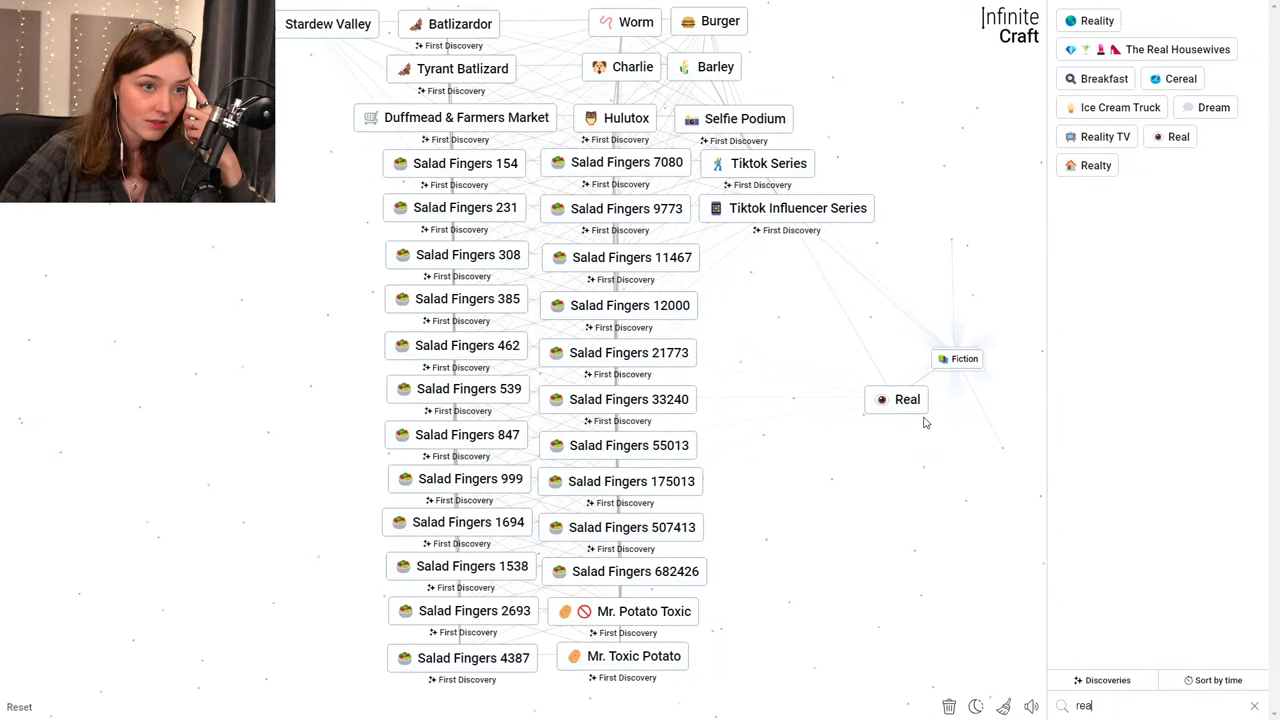 Stardew Valley
Batlizardor
First Discovery
Tyrant Batlizard
First Discovery
Worm
Burger
Charlie
Barley
Duffmead & Farmers Market
First Discovery
Hulutox
First Discovery
Selfie Podium
First Discovery
Salad Fingers 154
First Discovery
Salad Fingers 7080
First Discovery
Tiktok Series
First Discovery
Salad Fingers 231
First Discovery
Salad Fingers 9773
First Discovery
Tiktok Influencer Series
First Discovery
Salad Fingers 308
First Discovery
Salad Fingers 11467
First Discovery
Salad Fingers 385
First Discovery
Salad Fingers 12000
First Discovery
Salad Fingers 462
First Discovery
Salad Fingers 21773
First Discovery
Salad Fingers 539
First Discovery
Salad Fingers 33240
First Discovery
Salad Fingers 847
First Discovery
Salad Fingers 55013
Salad Fingers 999
First Discovery
Salad Fingers 175013
First Discovery
Salad Fingers 1694
First Discovery
Salad Fingers 507413
First Discovery
Salad Fingers 1538
First Discovery
Salad Fingers 682426
Salad Fingers 2693
First Discovery
Mr. Potato Toxic
First Discovery
Salad Fingers 4387
First Discovery
Mr. Toxic Potato
First Discovery
Fiction
Real
Infinite
Craft
Reality
The Real Housewives
Breakfast
Cereal
Ice Cream Truck
Dream
Reality TV
Real
Realty
Discoveries
Sort by time
rea
Reset